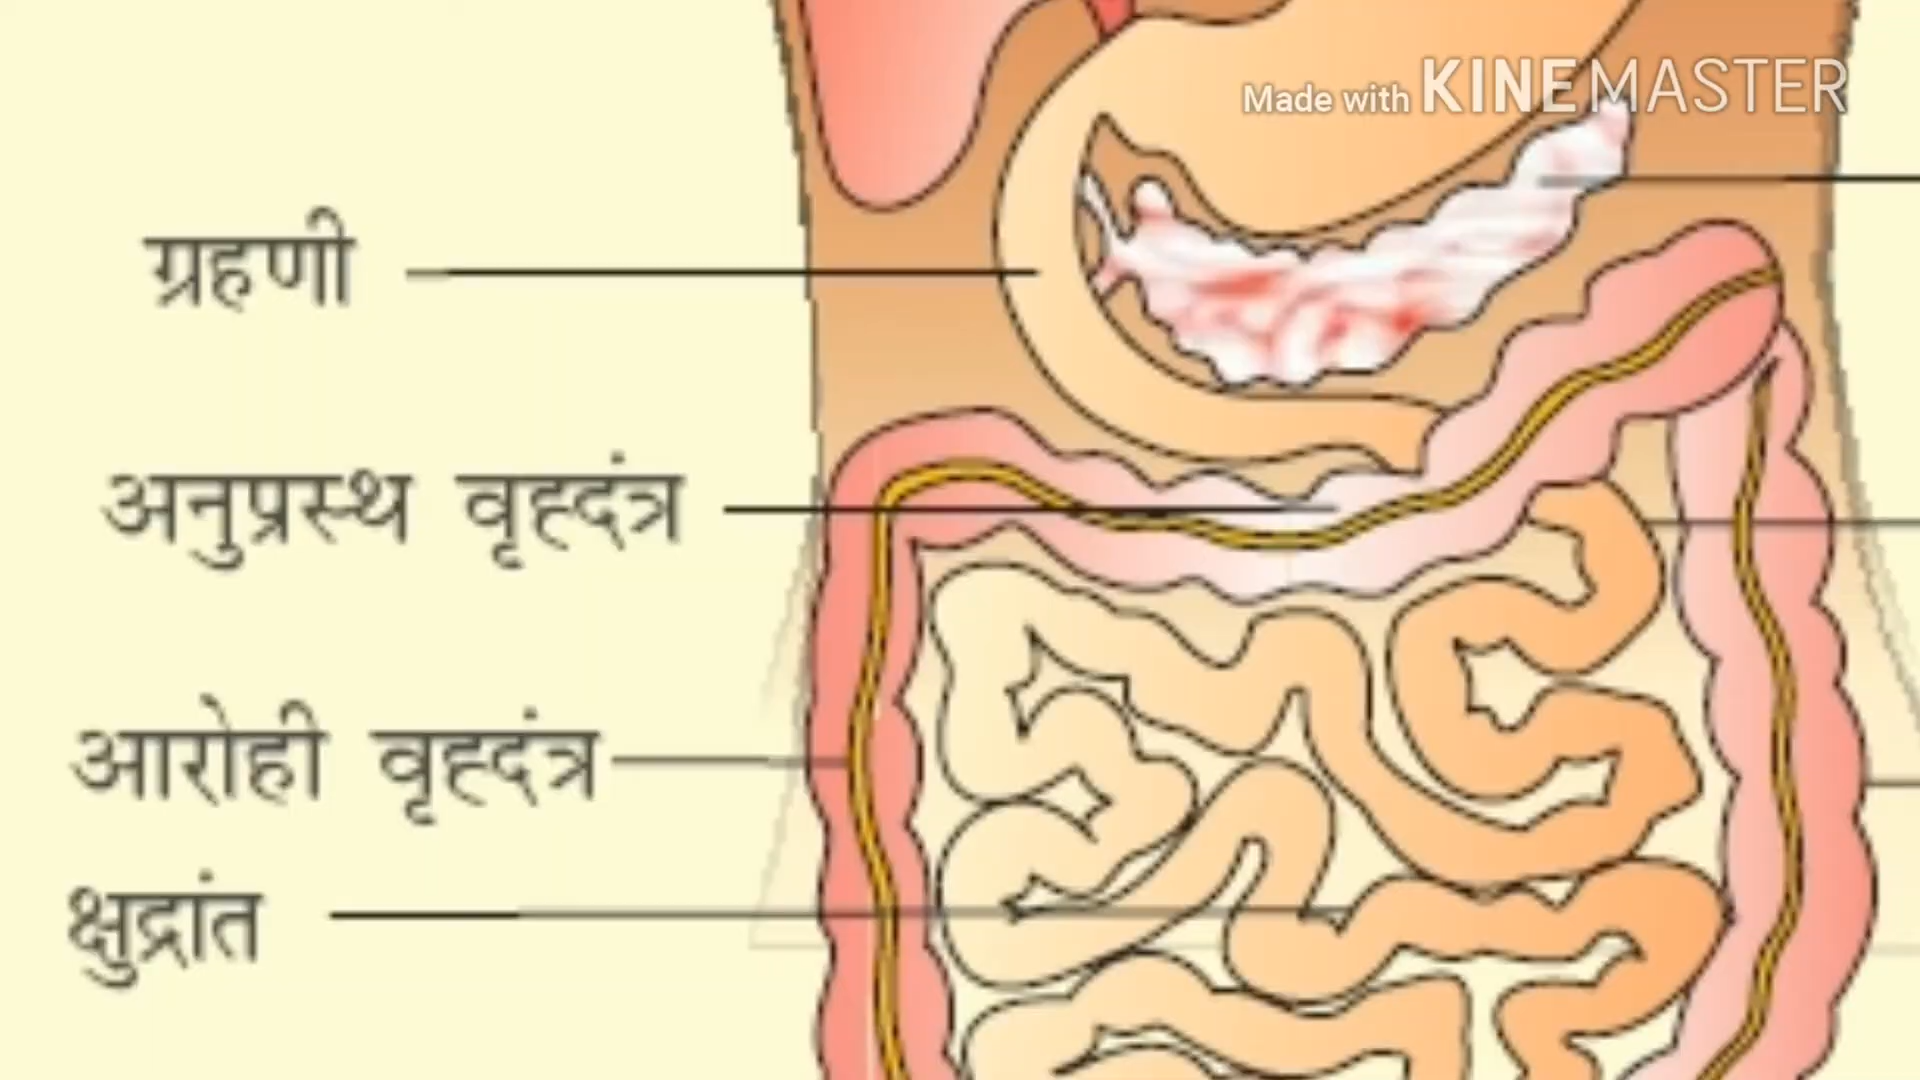 Made with KINEMASTER
ग्रहणी
अनुप्रस्थ वृह्दंत्र
आरोही वृह्दंत्र
क्षुद्रांत